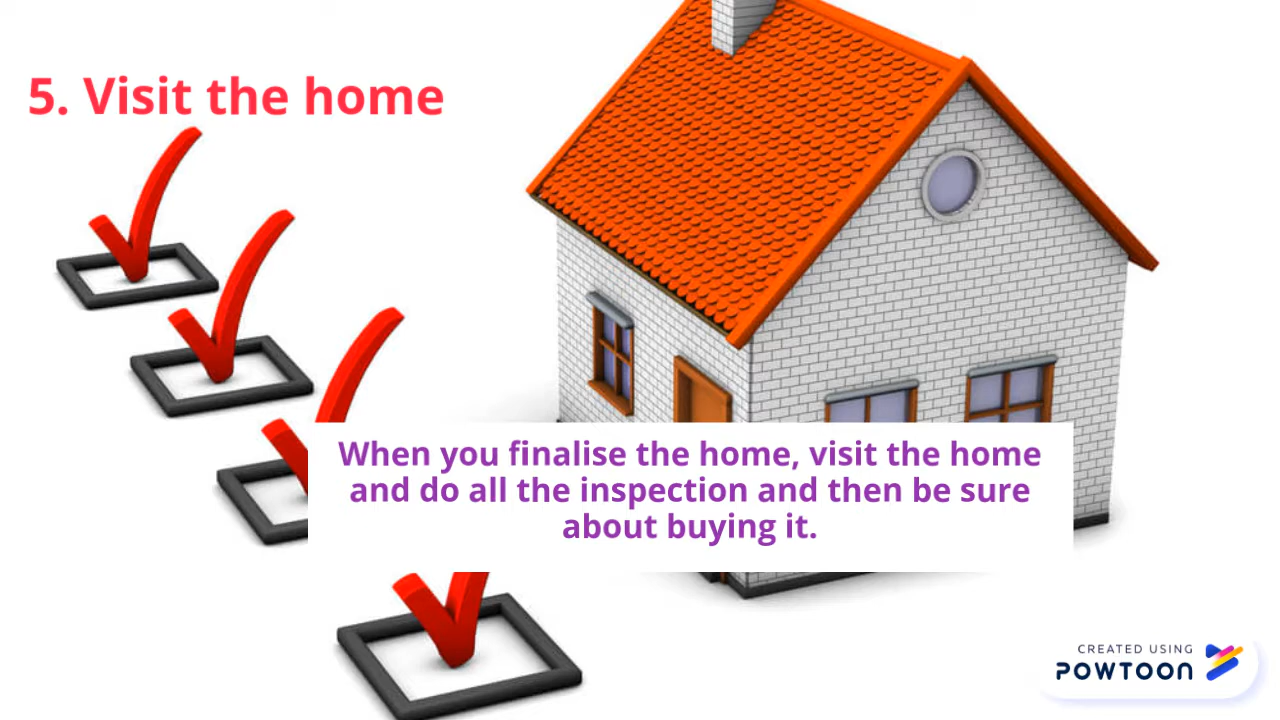 5. Visit the home
When you finalise the home, visit the home
and do all the inspection and then be sure
about buying it.
CREATED USING
POWTOON